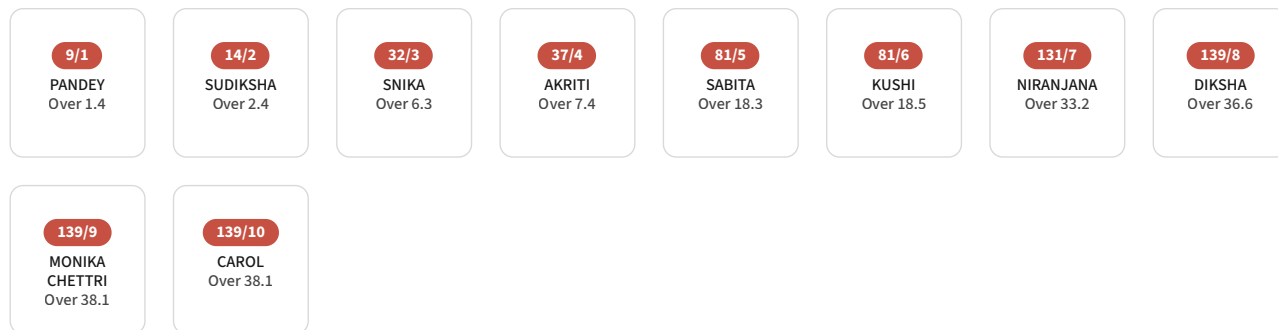 9/1
PANDEY
Over 1.4
14/2
SUDIKSHA
Over 2.4
32/3
SNIKA
Over 6.3
37/4
AKRITI
Over 7.4
81/5
SABITA
Over 18.3
81/6
KUSHI
Over 18.5
131/7
NIRANJANA
Over 33.2
139/8
DIKSHA
Over 36.6
139/9
MONIKA
CHETTRI
Over 38.1
139/10
CAROL
Over 38.1